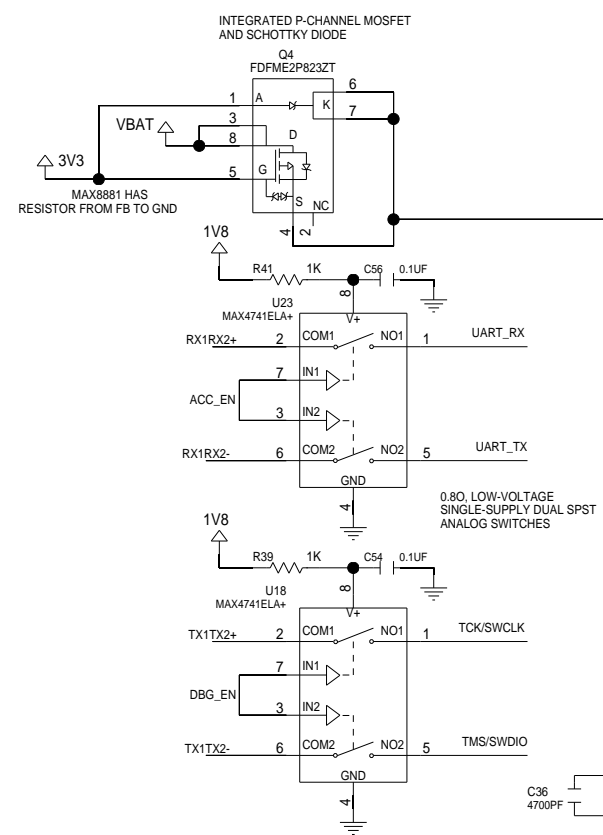 INTEGRATED P-CHANNEL MOSFET
AND SCHOTTKY DIODE
Q4
FDFME2P823ZT
1 A K 6
7
VBAT 3
8 D
3V3 5 G
S NC
4 2
MAX8881 HAS
RESISTOR FROM FB TO GND
1V8
R41 1K C56 0.1UF
8
U23
MAX4741ELA+
V+
RX1RX2+ 2 COM1 NO1 1 UART_RX
7 IN1
ACC_EN
3 IN2
RX1RX2- 6 COM2 NO2 5 UART_TX
GND
4
0.8O, LOW-VOLTAGE
SINGLE-SUPPLY DUAL SPST
ANALOG SWITCHES
1V8
R39 1K C54 0.1UF
8
U18
MAX4741ELA+
V+
TX1TX2+ 2 COM1 NO1 1 TCK/SWCLK
7 IN1
DBG_EN
3 IN2
TX1TX2- 6 COM2 NO2 5 TMS/SWDIO
GND
4
C36
4700PF